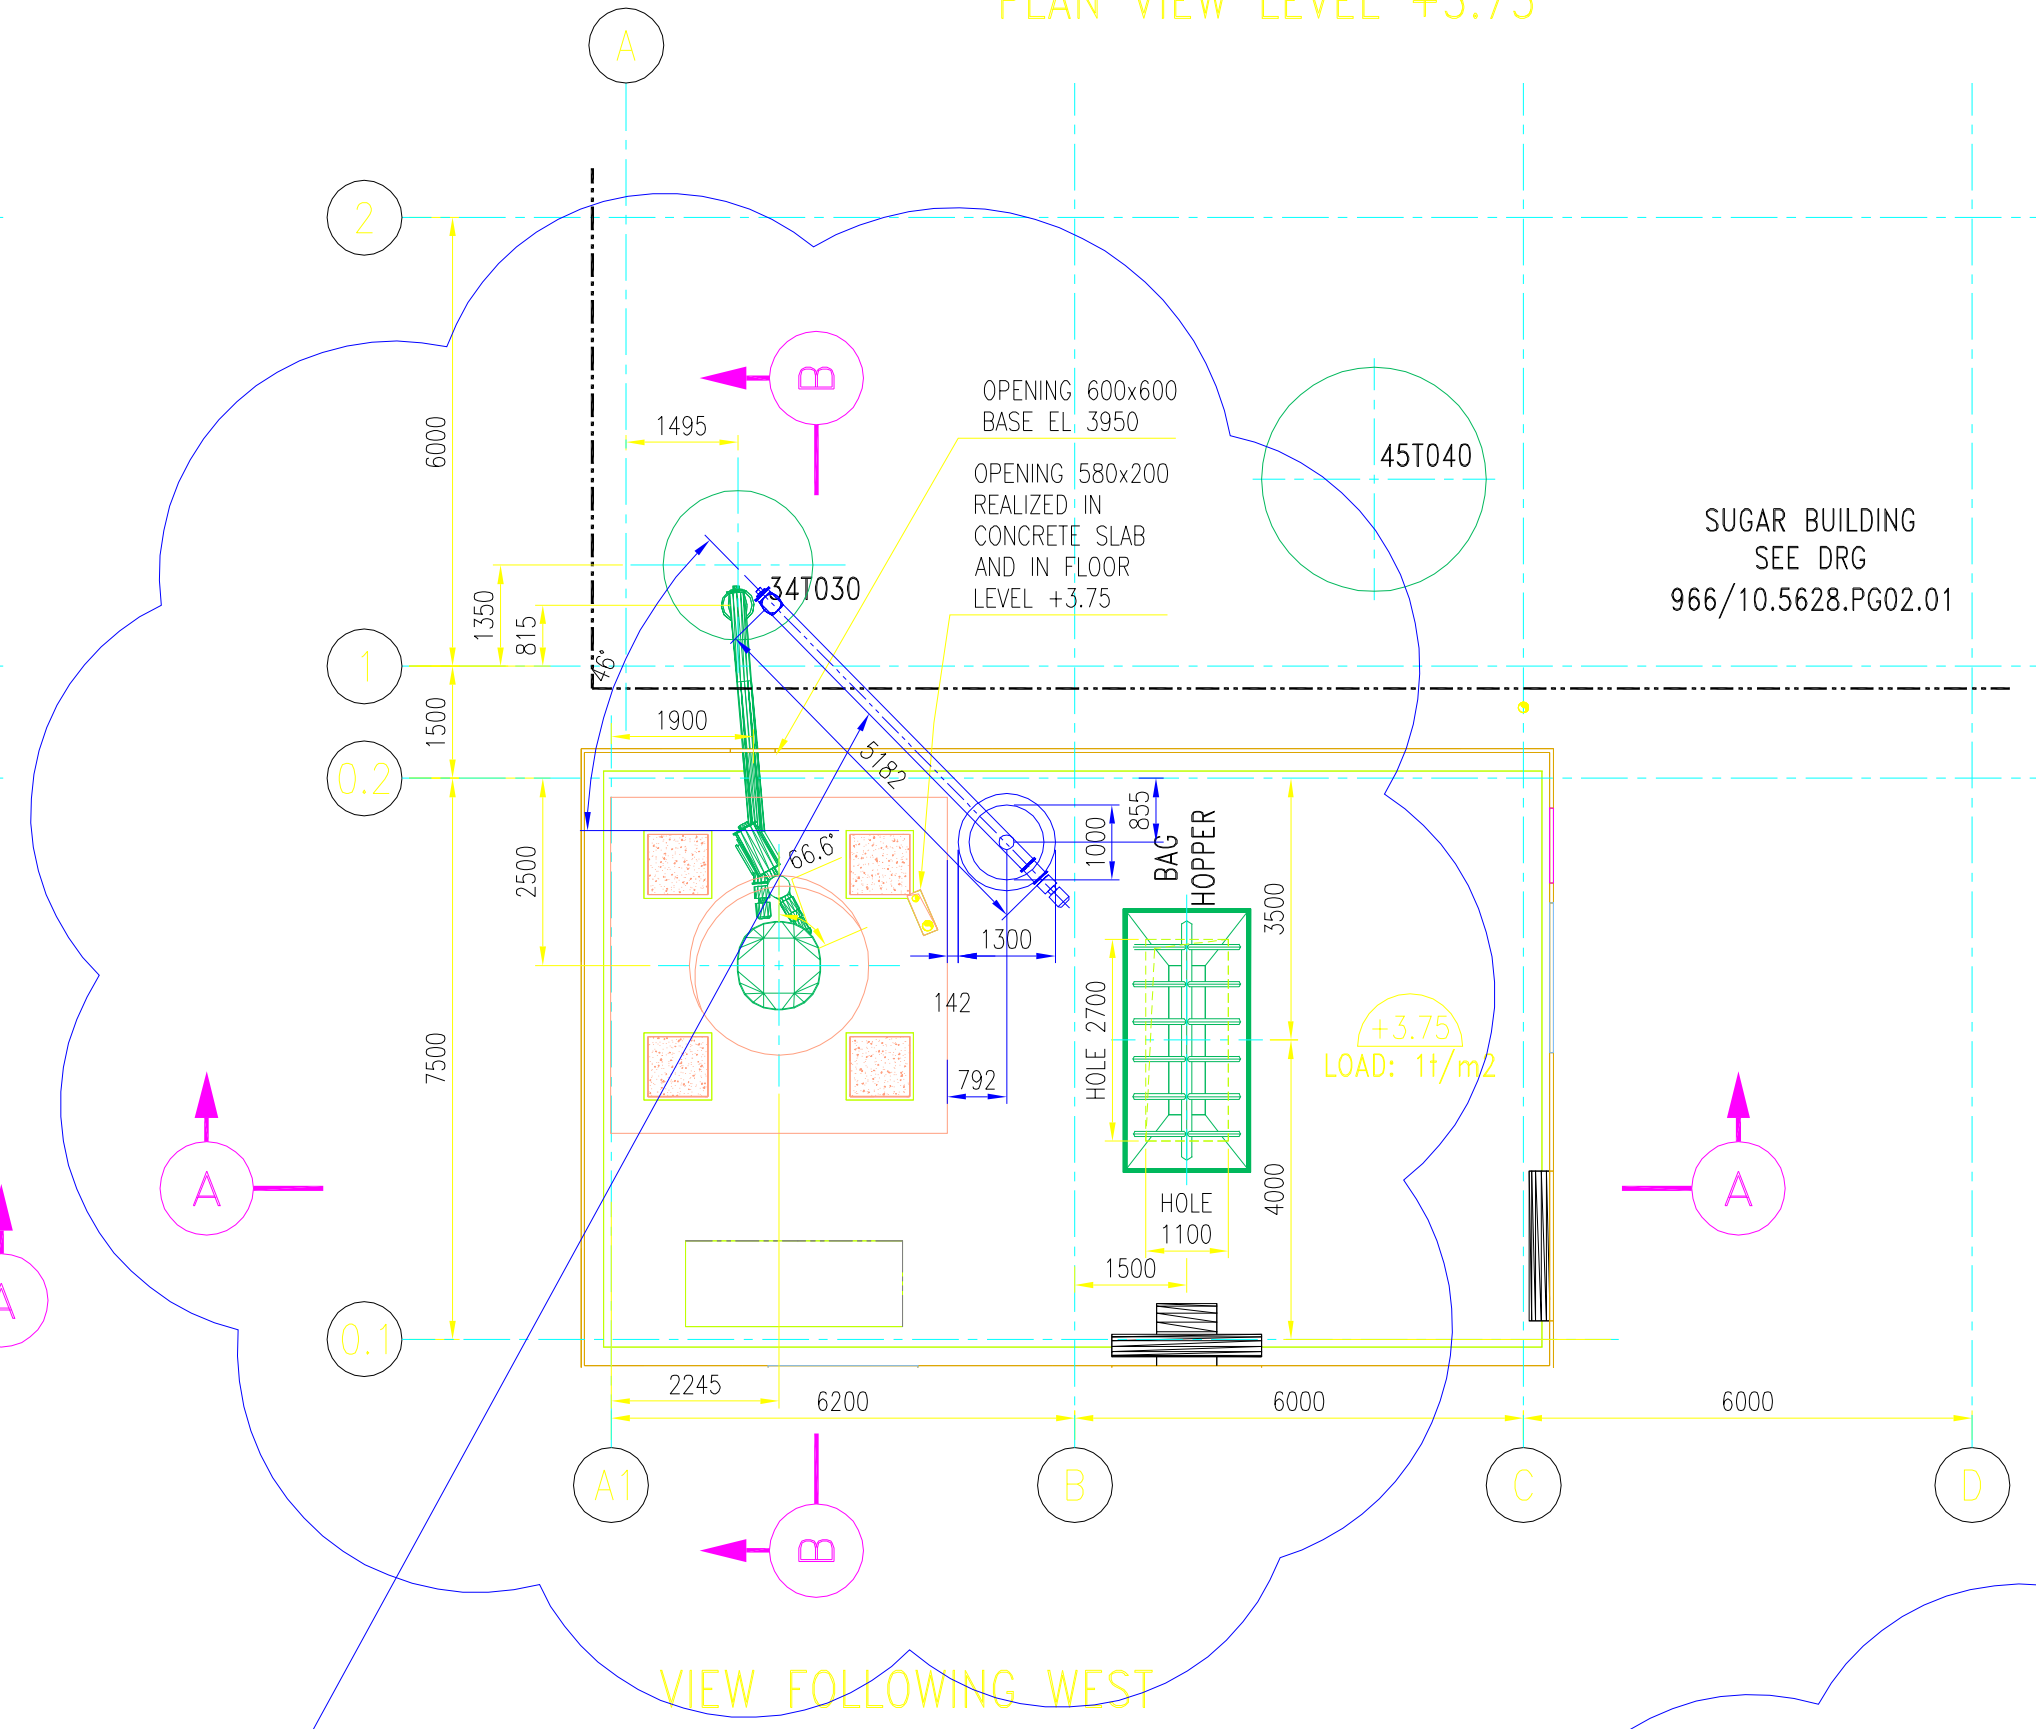 PLAN VIEW LEVEL +3.75
A
2
B
OPENING 600x600
BASE EL 3950
1495
6000
OPENING 580x200
REALIZED IN
CONCRETE SLAB
AND IN FLOOR
LEVEL +3.75
45T040
SUGAR BUILDING
SEE DRG
966/10.5628.PG02.01
34T030
1350
815
46°
1
1500
1900
5182
0.2
855
1000
BAG
HOPPER
66.6°
2500
3500
1300
142
HOLE 2700
+3.75
LOAD: 1t/m2
7500
792
A
A
A
4000
HOLE
1100
1500
0.1
2245
6200
6000
6000
A1
B
C
D
B
VIEW FOLLOWING WEST